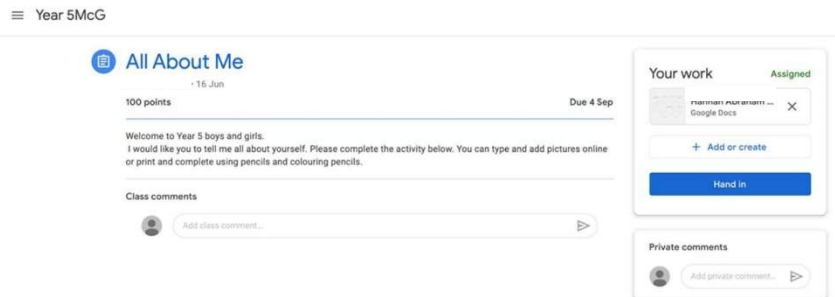 Year 5McG
All About Me
· 16 Jun
100 points
Due 4 Sep
Welcome to Year 5 boys and girls.
I would like you to tell me all about yourself. Please complete the activity below. You can type and add pictures online
or print and complete using pencils and colouring pencils.
Class comments
Add class comment...
Your work
Assigned
Hannah Abraham ...
Google Docs
+ Add or create
Hand in
Private comments
Add private comment...